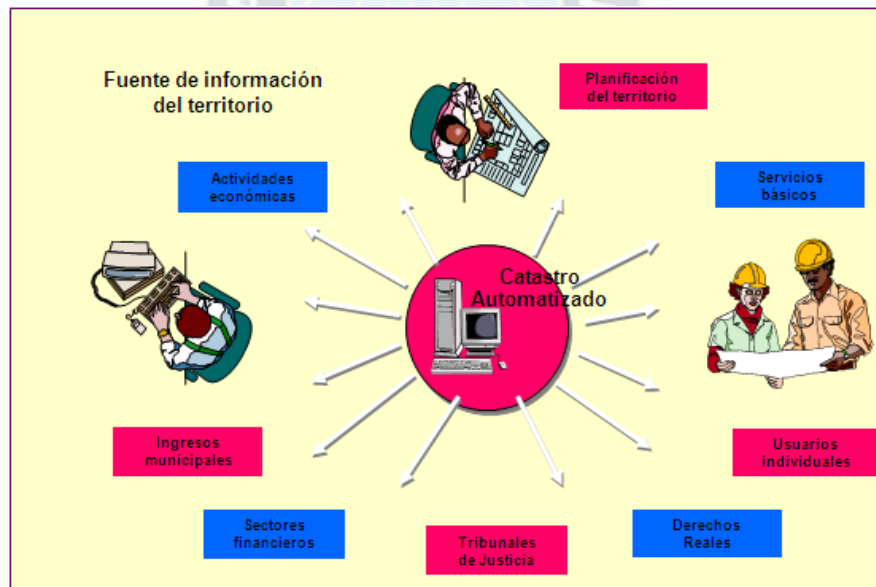 Fuente de información
del territorio
Planificación
del territorio
Actividades
económicas
Servicios
básicos
Catastro
Automatizado
Ingresos
municipales
Usuarios
individuales
Sectores
financieros
Tribunales
de Justicia
Derechos
Reales